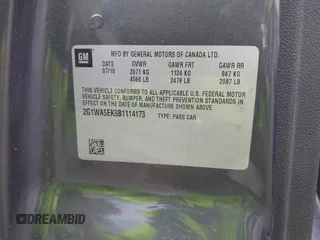 GM
MFD BY GENERAL MOTORS OF CANADA LTD.
DATE GVWR GAWR FRT GAWR RR
07/10 2071 KG 1124 KG 947 KG
4566 LB 2479 LB 2087 LB
THIS VEHICLE CONFORMS TO ALL APPLICABLE U.S. FEDERAL MOTOR
VEHICLE SAFETY, BUMPER, AND THEFT PREVENTION STANDARDS
IN EFFECT ON THE DATE OF MANUFACTURE SHOWN ABOVE.
2G1WA5EK9B1114173 TYPE: PASS CAR
DREAMBID